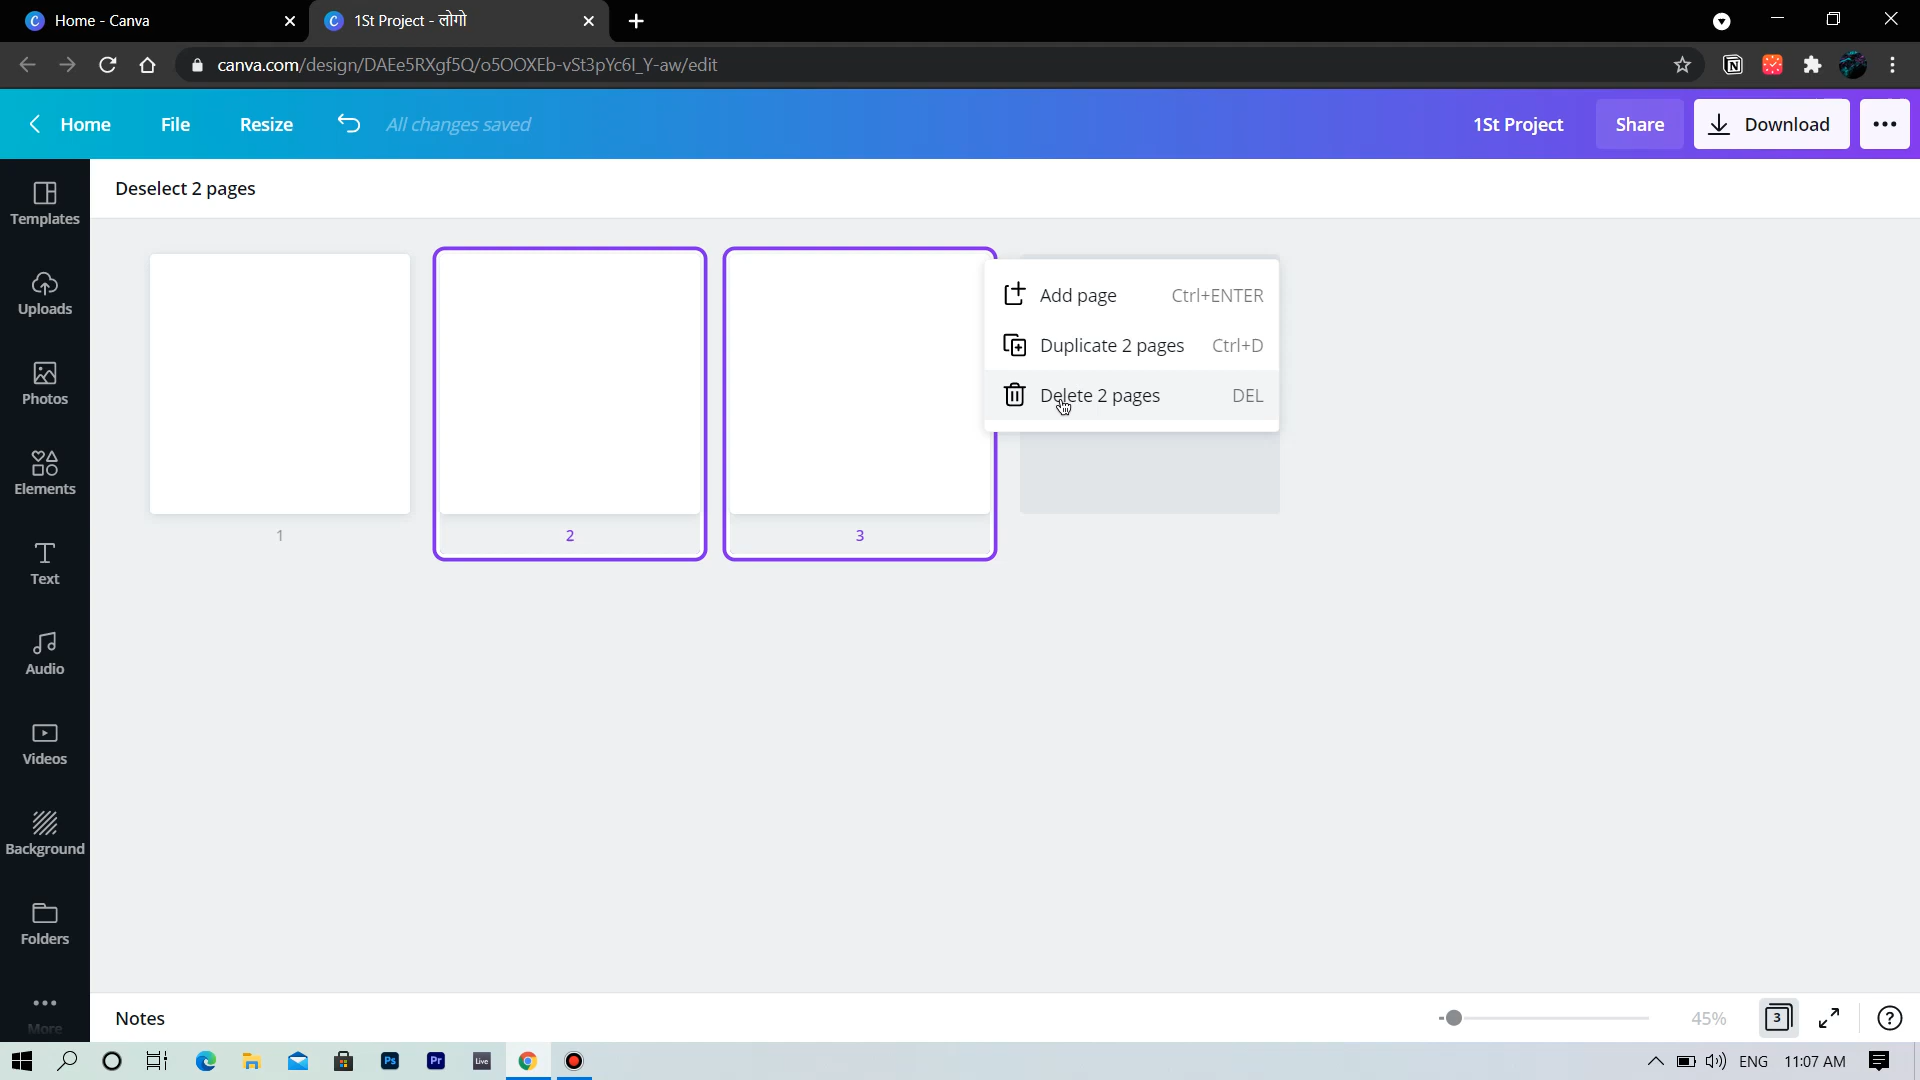 Home - Canva
1St Project - लोगो
canva.com/design/DAEe5RXgf5Q/o5OOXEb-vSt3pYc6I_Y-aw/edit
Home
File
Resize
All changes saved
1St Project
Share
Download
Deselect 2 pages
Templates
Uploads
Photos
Elements
Text
Audio
Videos
Background
Folders
More
Add page Ctrl+ENTER
Duplicate 2 pages Ctrl+D
Delete 2 pages DEL
1
2
3
Notes
45%
3
Ps
Pr
Live
ENG
11:07 AM